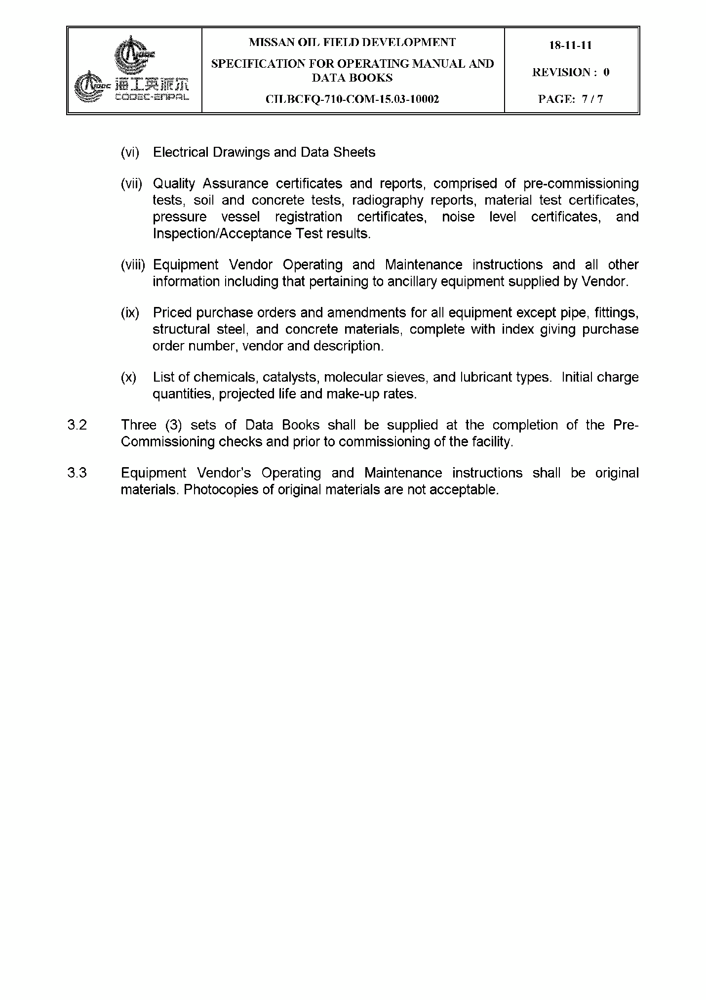 海工英派尔
CODEC-ENPAL
MISSAN OIL FIELD DEVELOPMENT
SPECIFICATION FOR OPERATING MANUAL AND
DATA BOOKS
CILBCFQ-710-COM-15.03-10002
18-11-11
REVISION : 0
PAGE: 7 / 7
(vi) Electrical Drawings and Data Sheets
(vii) Quality Assurance certificates and reports, comprised of pre-commissioning
tests, soil and concrete tests, radiography reports, material test certificates,
pressure vessel registration certificates, noise level certificates, and
Inspection/Acceptance Test results.
(viii) Equipment Vendor Operating and Maintenance instructions and all other
information including that pertaining to ancillary equipment supplied by Vendor.
(ix) Priced purchase orders and amendments for all equipment except pipe, fittings,
structural steel, and concrete materials, complete with index giving purchase
order number, vendor and description.
(x) List of chemicals, catalysts, molecular sieves, and lubricant types. Initial charge
quantities, projected life and make-up rates.
3.2 Three (3) sets of Data Books shall be supplied at the completion of the Pre-
Commissioning checks and prior to commissioning of the facility.
3.3 Equipment Vendor's Operating and Maintenance instructions shall be original
materials. Photocopies of original materials are not acceptable.